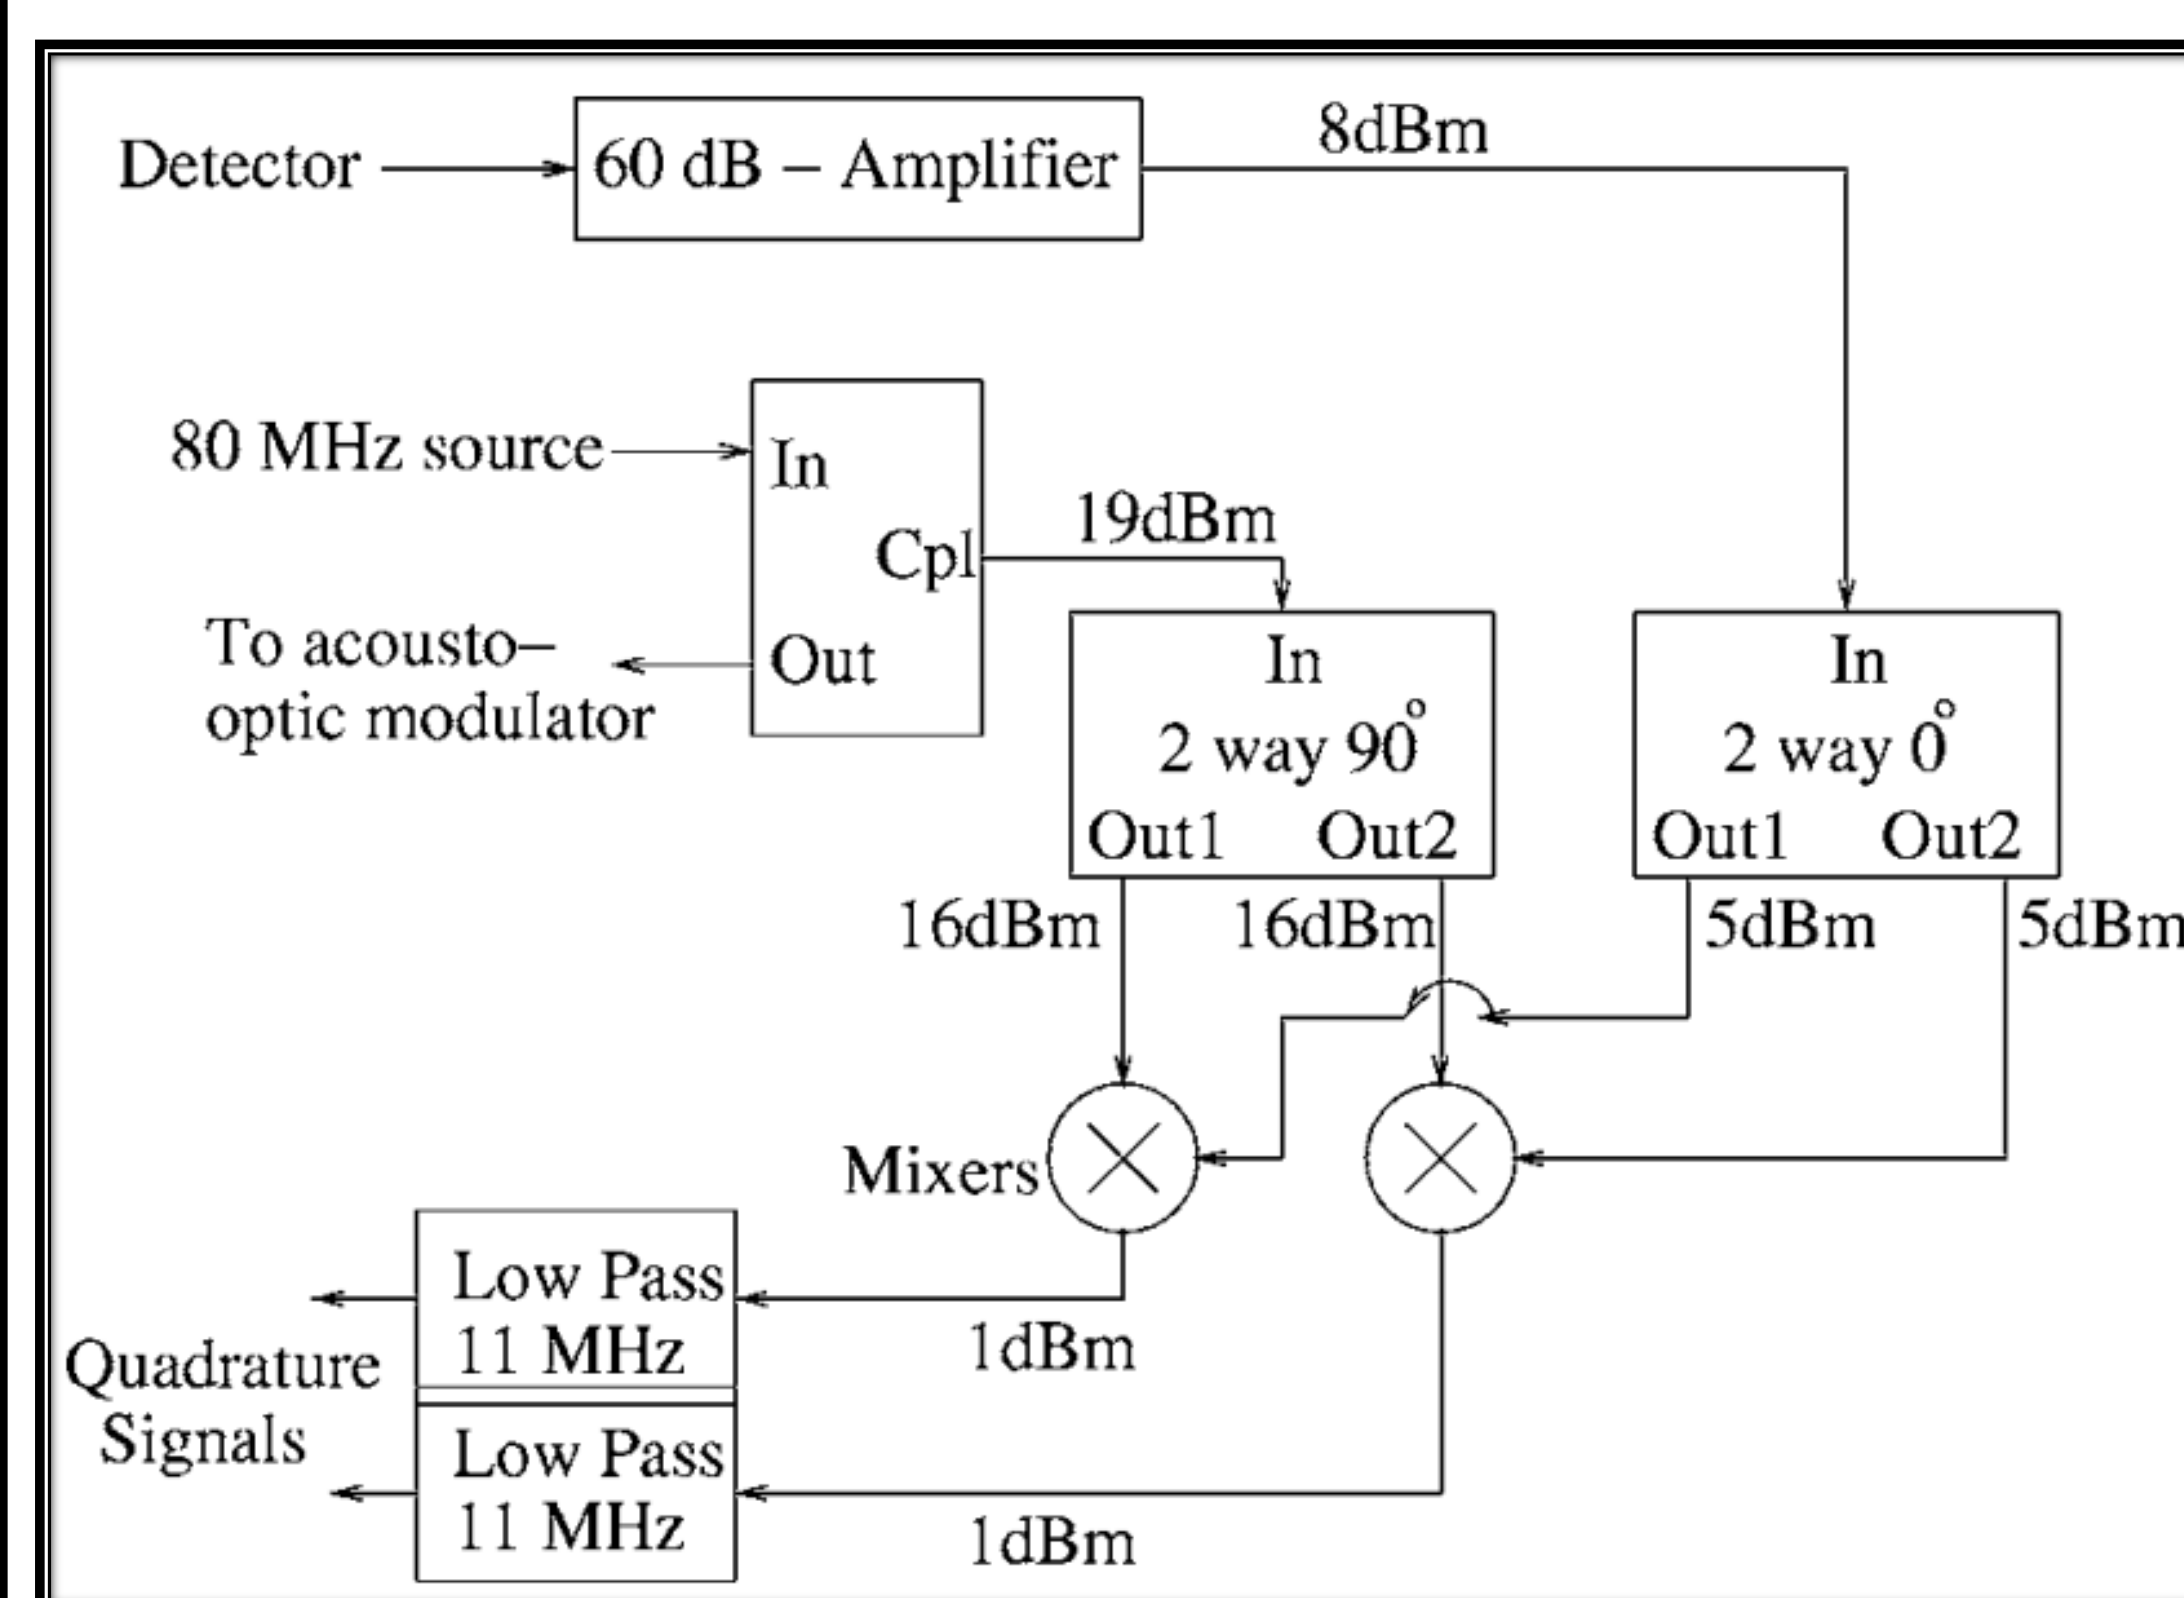 Detector
60 dB – Amplifier
8dBm
80 MHz source
In
Cpl
Out
19dBm
To acousto–
optic modulator
In
2 way 90°
Out1 Out2
In
2 way 0°
Out1 Out2
16dBm
16dBm
5dBm
5dBm
Mixers
Low Pass
11 MHz
1dBm
Quadrature
Signals
Low Pass
11 MHz
1dBm